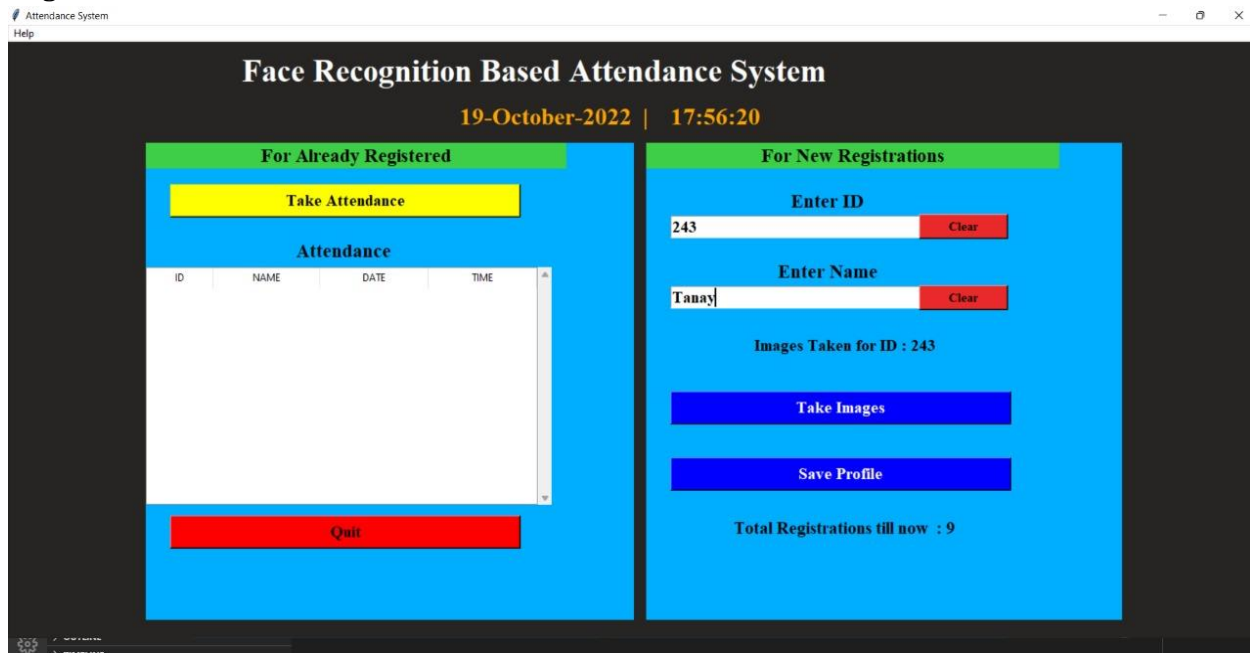 Attendance System
Help
Face Recognition Based Attendance System
19-October-2022 | 17:56:20
For Already Registered
Take Attendance
Attendance
ID NAME DATE TIME
Quit
For New Registrations
Enter ID
243 Clear
Enter Name
Tanay Clear
Images Taken for ID : 243
Take Images
Save Profile
Total Registrations till now : 9